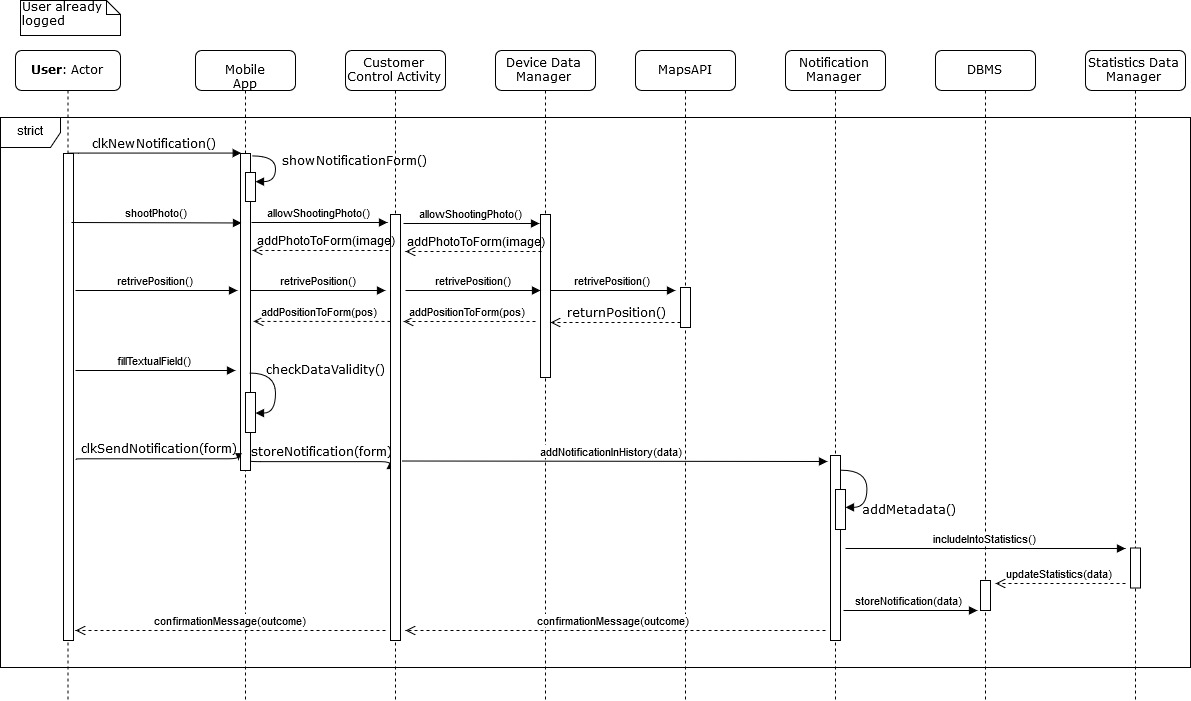 User already
logged
User: Actor
Mobile
App
Customer
Control Activity
Device Data
Manager
MapsAPI
Notification
Manager
DBMS
Statistics Data
Manager
strict
clkNewNotification()
showNotificationForm()
shootPhoto()
allowShootingPhoto()
allowShootingPhoto()
addPhotoToForm(image)
addPhotoToForm(image)
retrivePosition()
retrivePosition()
retrivePosition()
retrivePosition()
addPositionToForm(pos)
addPositionToForm(pos)
returnPosition()
fillTextualField()
checkDataValidity()
clkSendNotification(form)
storeNotification(form)
addNotificationInHistory(data)
addMetadata()
includeIntoStatistics()
updateStatistics(data)
storeNotification(data)
confirmationMessage(outcome)
confirmationMessage(outcome)